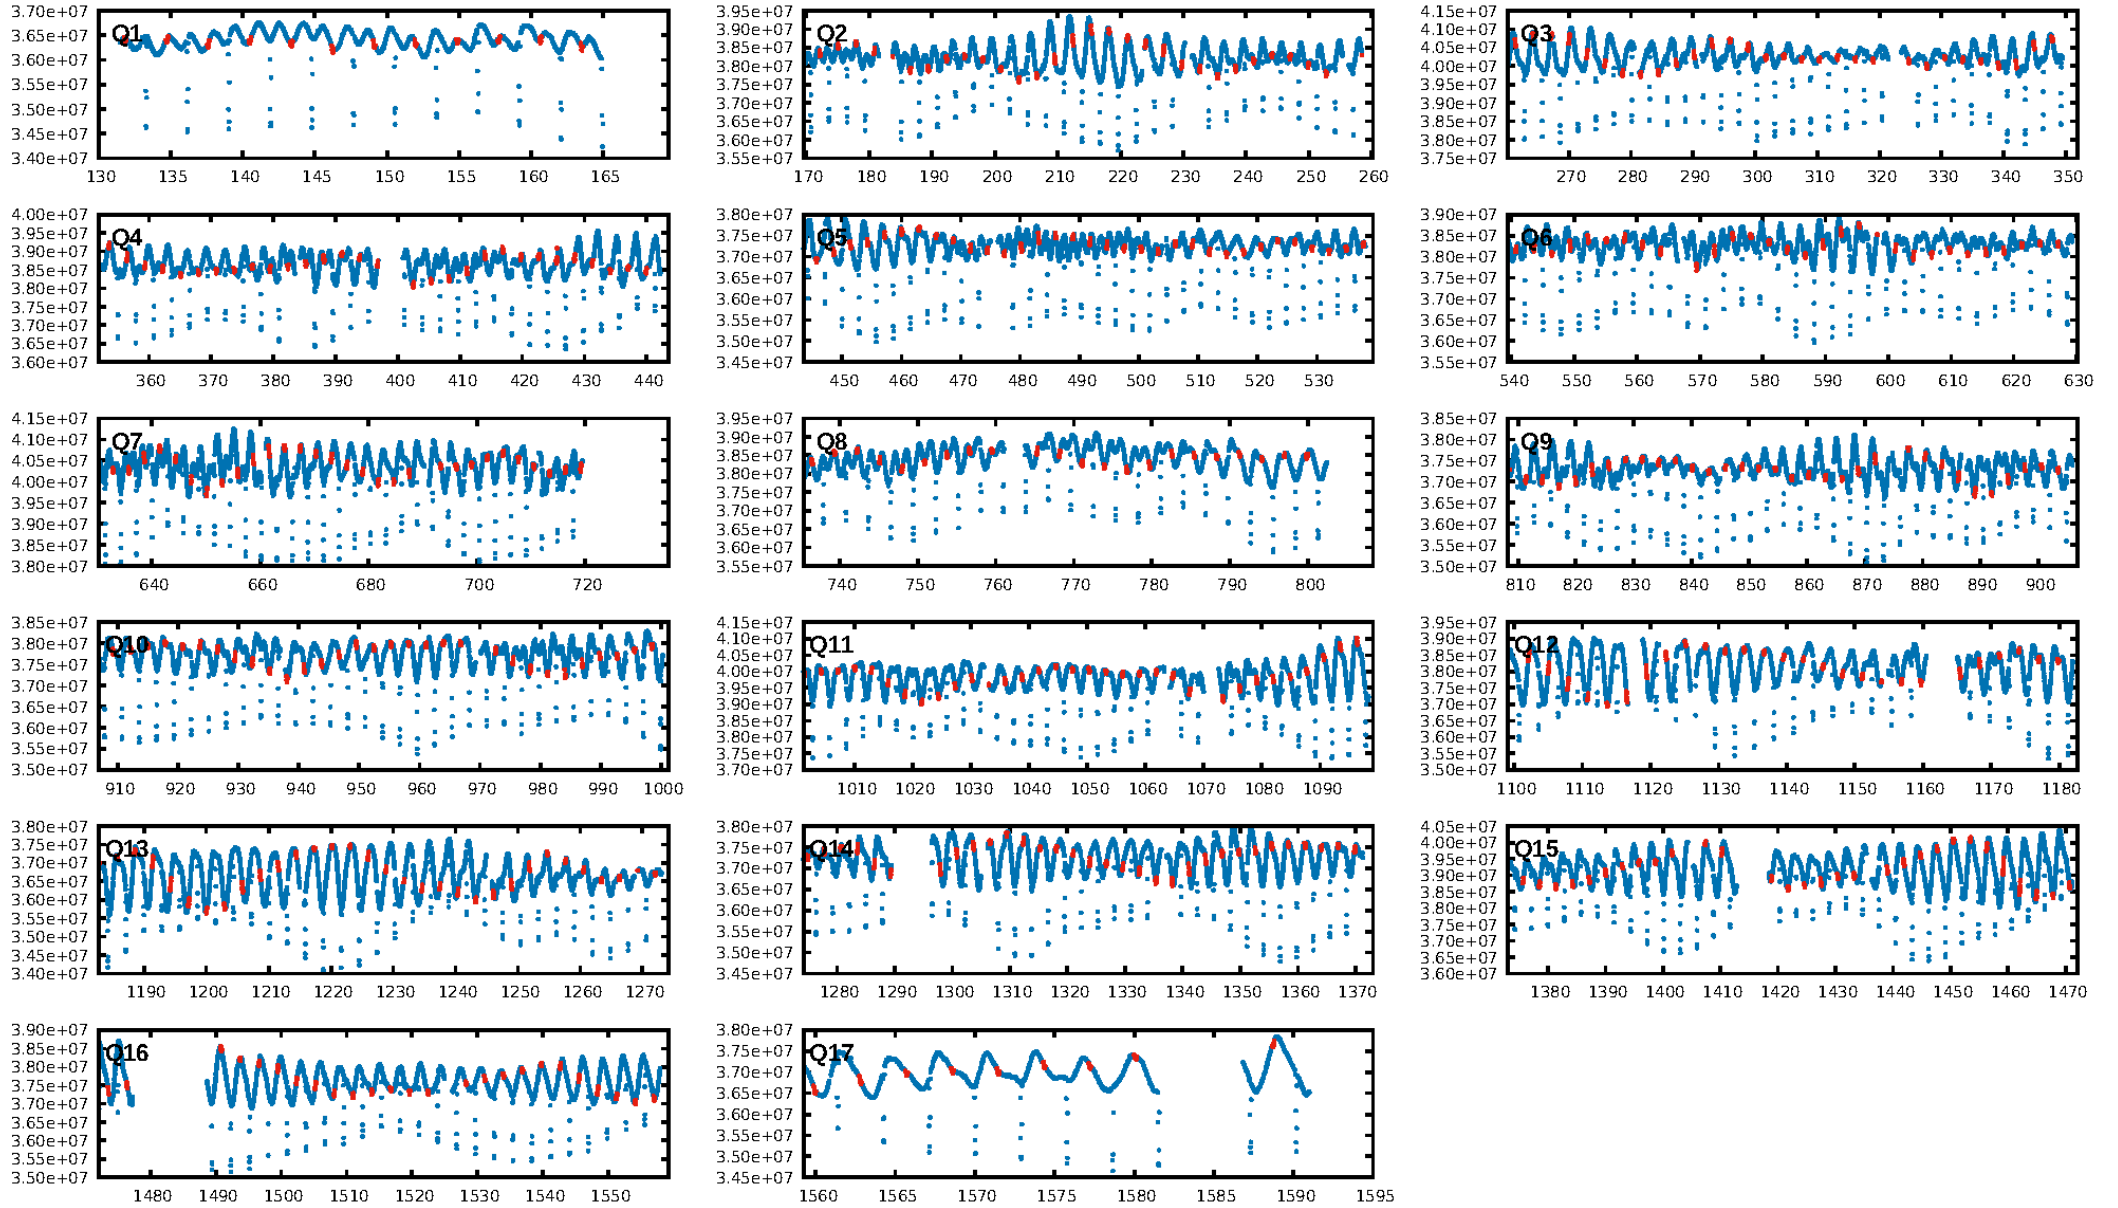 Q1
3.70e+07
3.65e+07
3.60e+07
3.55e+07
3.50e+07
3.45e+07
3.40e+07
130 135 140 145 150 155 160 165
Q2
3.95e+07
3.90e+07
3.85e+07
3.80e+07
3.75e+07
3.70e+07
3.65e+07
3.60e+07
3.55e+07
170 180 190 200 210 220 230 240 250 260
Q3
4.15e+07
4.10e+07
4.05e+07
4.00e+07
3.95e+07
3.90e+07
3.85e+07
3.80e+07
3.75e+07
270 280 290 300 310 320 330 340 350
Q4
4.00e+07
3.95e+07
3.90e+07
3.85e+07
3.80e+07
3.75e+07
3.70e+07
3.65e+07
3.60e+07
360 370 380 390 400 410 420 430 440
Q5
3.80e+07
3.75e+07
3.70e+07
3.65e+07
3.60e+07
3.55e+07
3.50e+07
3.45e+07
450 460 470 480 490 500 510 520 530
Q6
3.90e+07
3.85e+07
3.80e+07
3.75e+07
3.70e+07
3.65e+07
3.60e+07
3.55e+07
540 550 560 570 580 590 600 610 620 630
Q7
4.15e+07
4.10e+07
4.05e+07
4.00e+07
3.95e+07
3.90e+07
3.85e+07
3.80e+07
640 660 680 700 720
Q8
3.95e+07
3.90e+07
3.85e+07
3.80e+07
3.75e+07
3.70e+07
3.65e+07
3.60e+07
3.55e+07
740 750 760 770 780 790 800
Q9
3.85e+07
3.80e+07
3.75e+07
3.70e+07
3.65e+07
3.60e+07
3.55e+07
3.50e+07
810 820 830 840 850 860 870 880 890 900
Q10
3.85e+07
3.80e+07
3.75e+07
3.70e+07
3.65e+07
3.60e+07
3.55e+07
3.50e+07
910 920 930 940 950 960 970 980 990 1000
Q11
4.15e+07
4.10e+07
4.05e+07
4.00e+07
3.95e+07
3.90e+07
3.85e+07
3.80e+07
3.75e+07
3.70e+07
1010 1020 1030 1040 1050 1060 1070 1080 1090
Q12
3.95e+07
3.90e+07
3.85e+07
3.80e+07
3.75e+07
3.70e+07
3.65e+07
3.60e+07
3.55e+07
3.50e+07
1100 1110 1120 1130 1140 1150 1160 1170 1180
Q13
3.80e+07
3.75e+07
3.70e+07
3.65e+07
3.60e+07
3.55e+07
3.50e+07
3.45e+07
3.40e+07
1190 1200 1210 1220 1230 1240 1250 1260 1270
Q14
3.80e+07
3.75e+07
3.70e+07
3.65e+07
3.60e+07
3.55e+07
3.50e+07
3.45e+07
1280 1290 1300 1310 1320 1330 1340 1350 1360 1370
Q15
4.05e+07
4.00e+07
3.95e+07
3.90e+07
3.85e+07
3.80e+07
3.75e+07
3.70e+07
3.65e+07
3.60e+07
1380 1390 1400 1410 1420 1430 1440 1450 1460 1470
Q16
3.90e+07
3.85e+07
3.80e+07
3.75e+07
3.70e+07
3.65e+07
3.60e+07
3.55e+07
3.50e+07
1480 1490 1500 1510 1520 1530 1540 1550
Q17
3.80e+07
3.75e+07
3.70e+07
3.65e+07
3.60e+07
3.55e+07
3.50e+07
3.45e+07
1560 1565 1570 1575 1580 1585 1590 1595